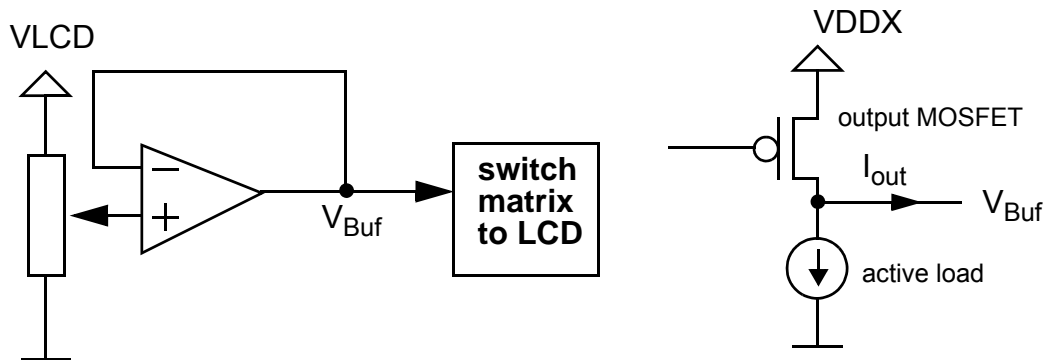 VLCD
−
+
V_Buf
switch
matrix
to LCD
VDDX
output MOSFET
I_out
V_Buf
active load